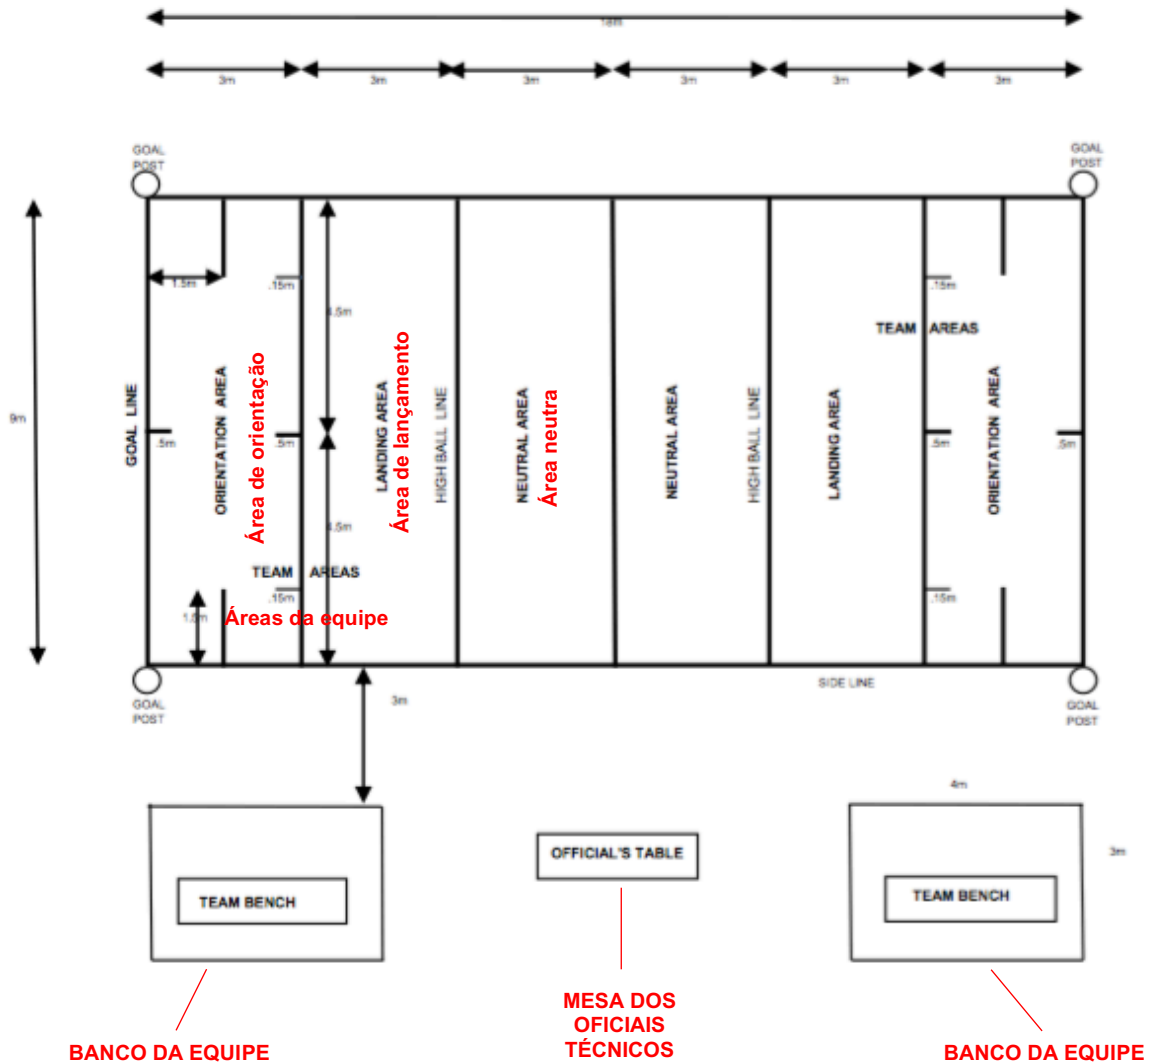 18m
3m
3m
3m
3m
3m
3m
GOAL
POST
GOAL
POST
1.5m
.15m
.15m
4.5m
TEAM AREAS
9m
GOAL LINE
ORIENTATION AREA
Área de orientação
LANDING AREA
Área de lançamento
HIGH BALL LINE
NEUTRAL AREA
Área neutra
NEUTRAL AREA
HIGH BALL LINE
LANDING AREA
ORIENTATION AREA
.5m
.5m
.5m
.5m
4.5m
TEAM AREAS
.15m
.15m
Áreas da equipe
SIDE LINE
GOAL
POST
3m
GOAL
POST
4m
OFFICIAL'S TABLE
3m
TEAM BENCH
TEAM BENCH
MESA DOS
OFICIAIS
TÉCNICOS
BANCO DA EQUIPE
BANCO DA EQUIPE